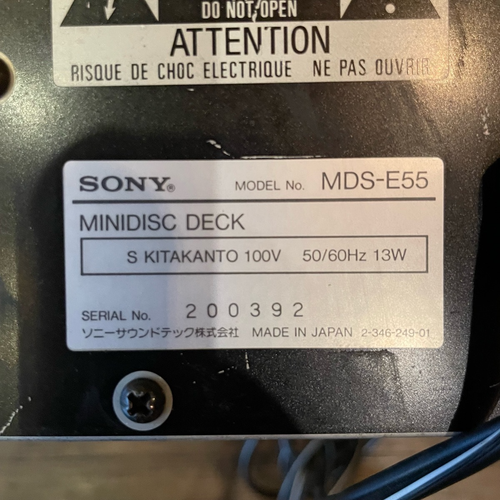 DO NOT OPEN
ATTENTION
RISQUE DE CHOC ELECTRIQUE NE PAS OUVRIR
SONY® MODEL No. MDS-E55
MINIDISC DECK
S KITAKANTO 100V 50/60Hz 13W
SERIAL No. 200392
ソニーサウンドテック株式会社 MADE IN JAPAN 2-346-249-01